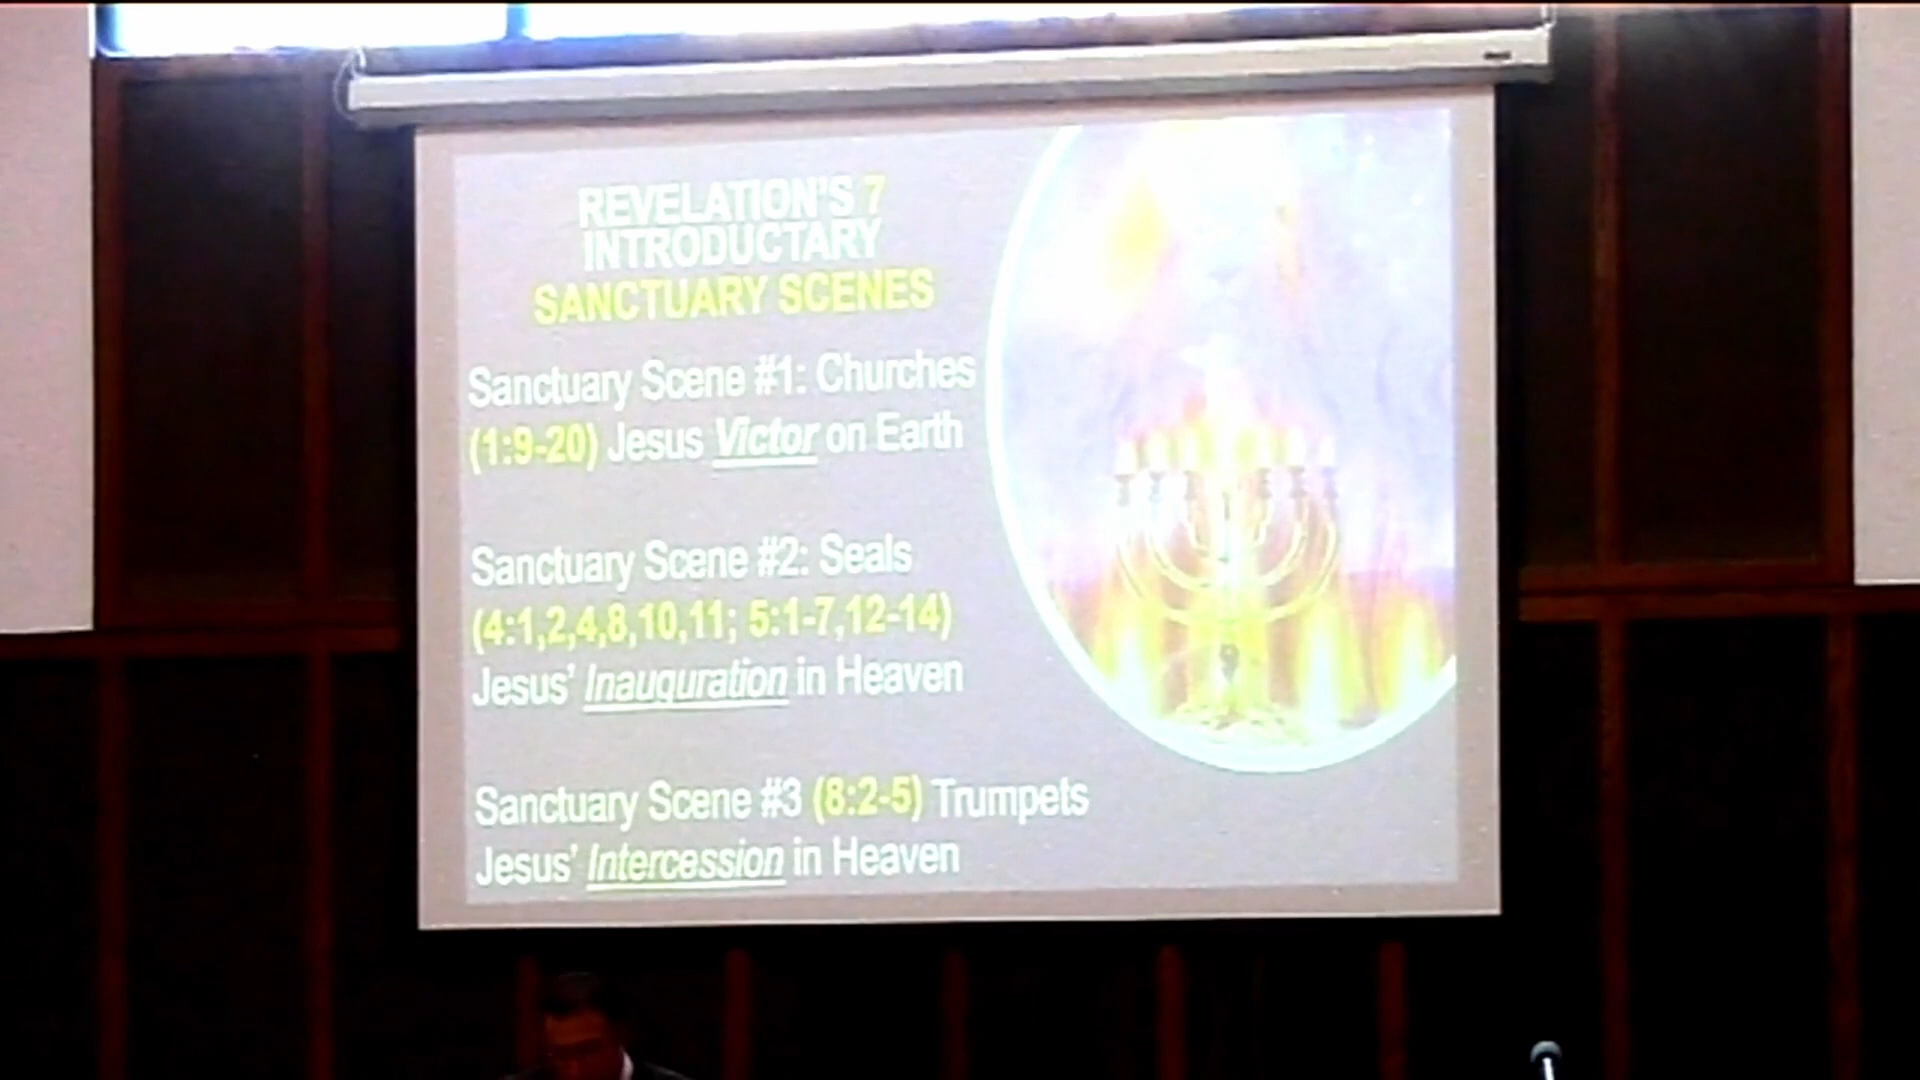 REVELATION'S 7
INTRODUCTARY
SANCTUARY SCENES
Sanctuary Scene #1: Churches
(1:9-20) Jesus Victor on Earth
Sanctuary Scene #2: Seals
(4:1,2,4,8,10,11; 5:1-7,12-14)
Jesus' Inauguration in Heaven
Sanctuary Scene #3 (8:2-5) Trumpets
Jesus' Intercession in Heaven